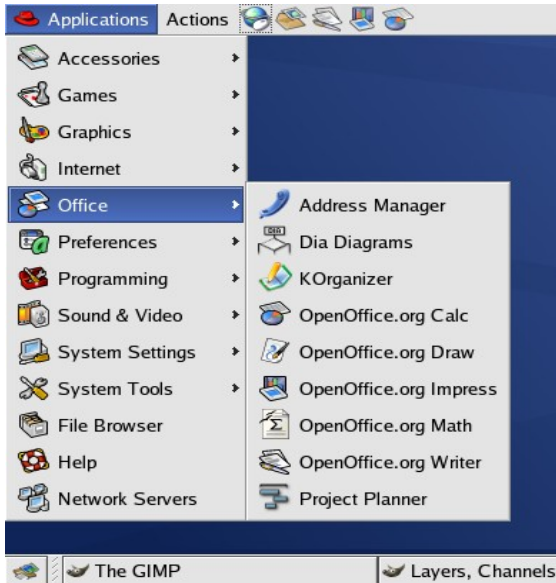 Applications Actions
Accessories
Games
Graphics
Internet
Office
Preferences
Programming
Sound & Video
System Settings
System Tools
File Browser
Help
Network Servers
Address Manager
DIA
Dia Diagrams
KOrganizer
OpenOffice.org Calc
OpenOffice.org Draw
OpenOffice.org Impress
OpenOffice.org Math
OpenOffice.org Writer
Project Planner
The GIMP
Layers, Channels